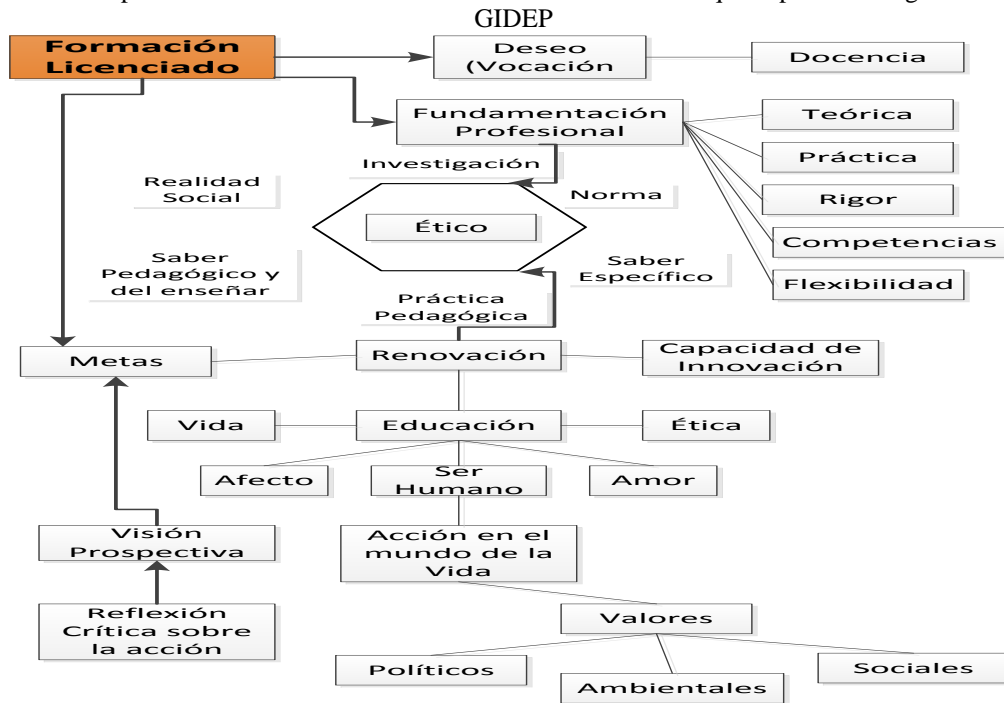 GIDEP
Formación
Licenciado
Deseo
(Vocación
Docencia
Fundamentación
Profesional
Teórica
Práctica
Rigor
Competencias
Flexibilidad
Investigación
Realidad
Social
Norma
Ético
Saber
Pedagógico y
del enseñar
Saber
Específico
Práctica
Pedagógica
Metas
Renovación
Capacidad de
Innovación
Vida
Educación
Ética
Afecto
Ser
Humano
Amor
Visión
Prospectiva
Acción en el
mundo de la
Vida
Reflexión
Crítica sobre
la acción
Valores
Políticos
Ambientales
Sociales